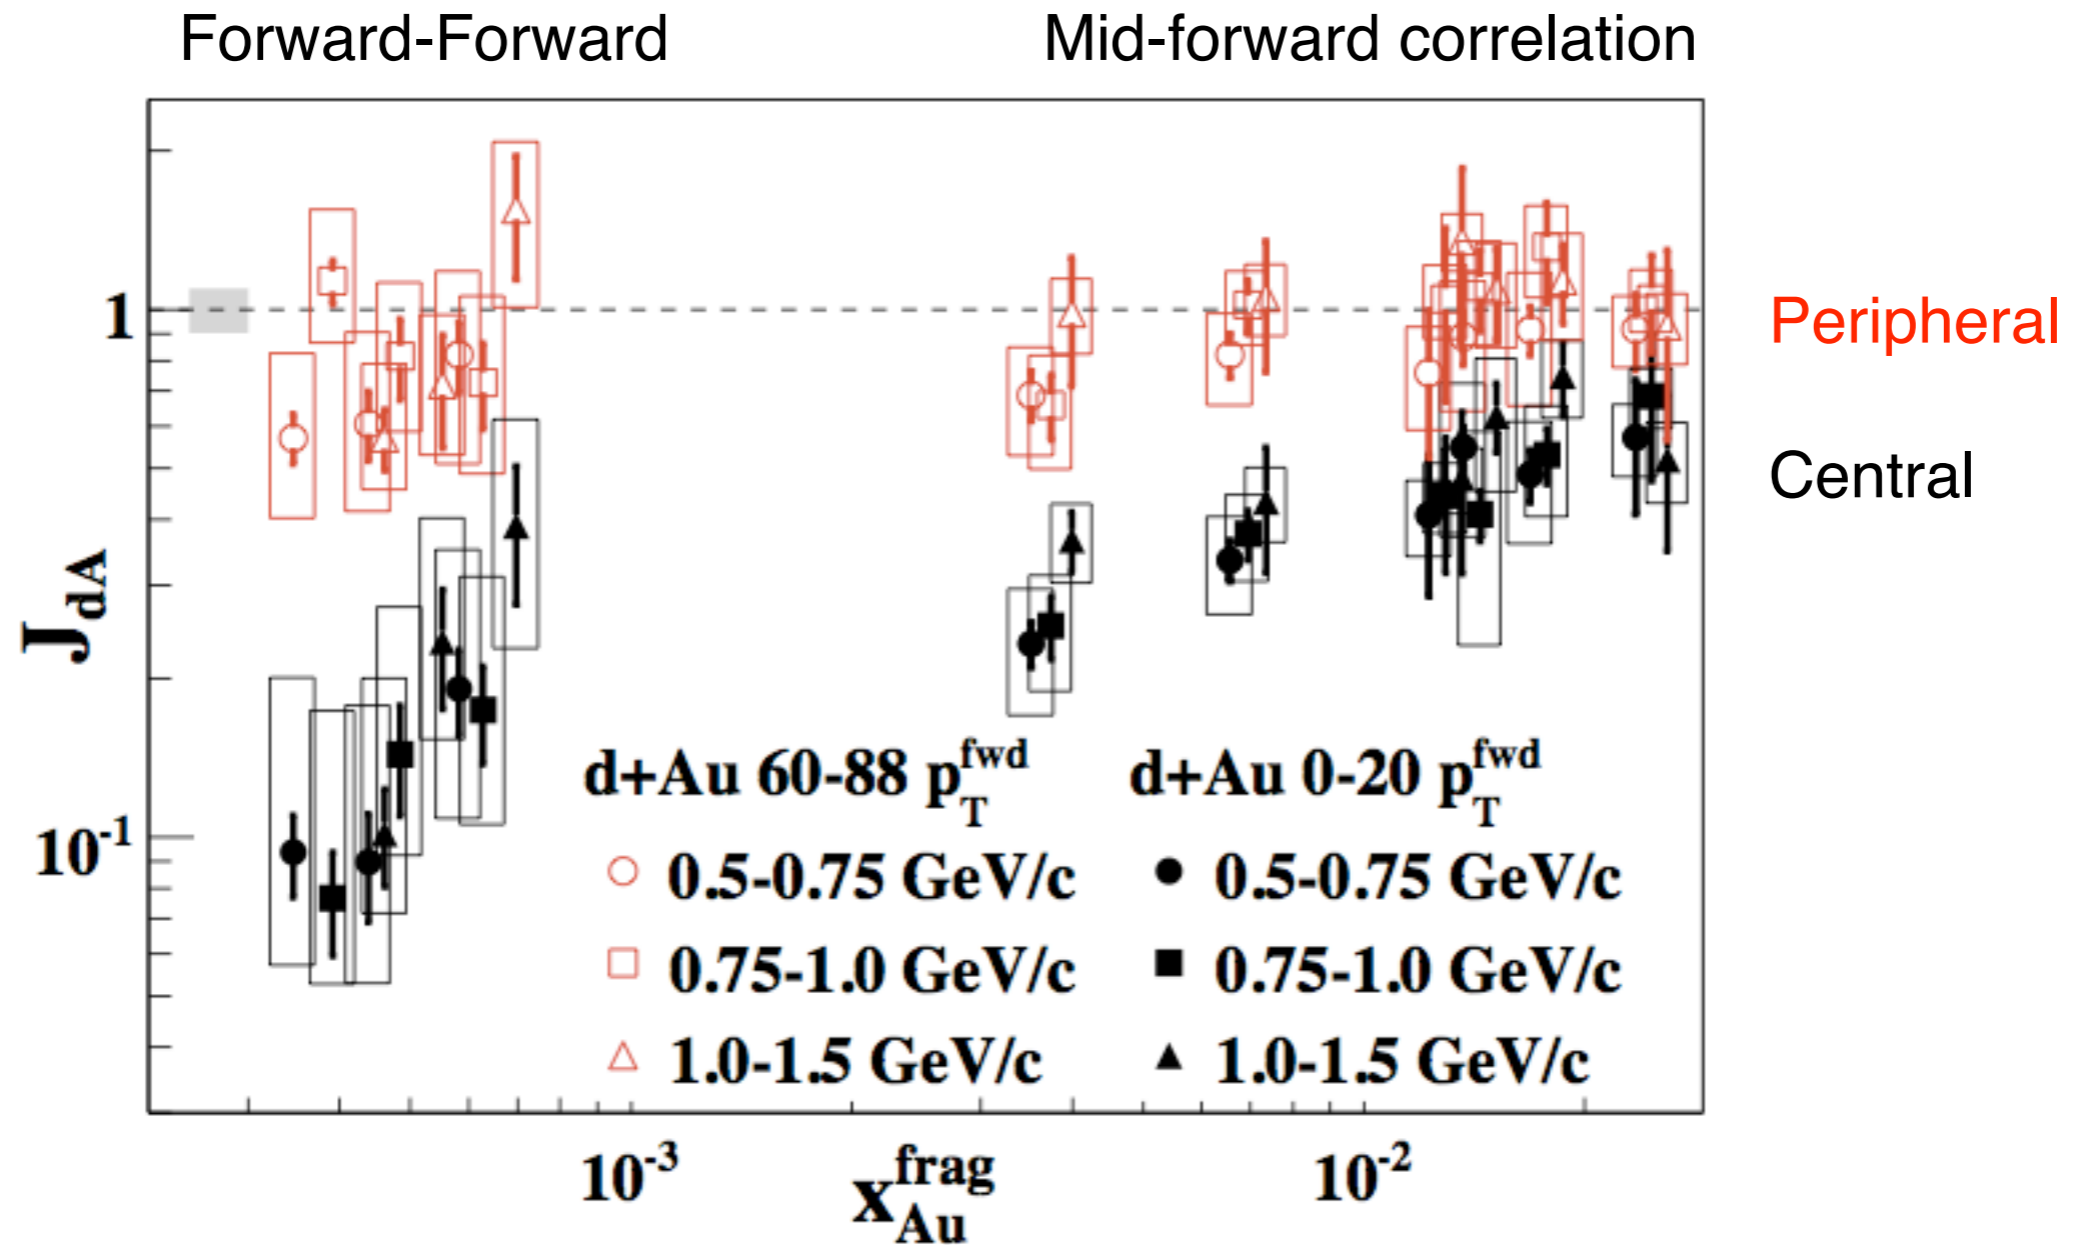 Forward-Forward
Mid-forward correlation
1
Peripheral
Central
J_dA
10^-1
d+Au 60-88 p_T^fwd
d+Au 0-20 p_T^fwd
0.5-0.75 GeV/c
0.5-0.75 GeV/c
0.75-1.0 GeV/c
0.75-1.0 GeV/c
1.0-1.5 GeV/c
1.0-1.5 GeV/c
10^-3
10^-2
x_Au^frag